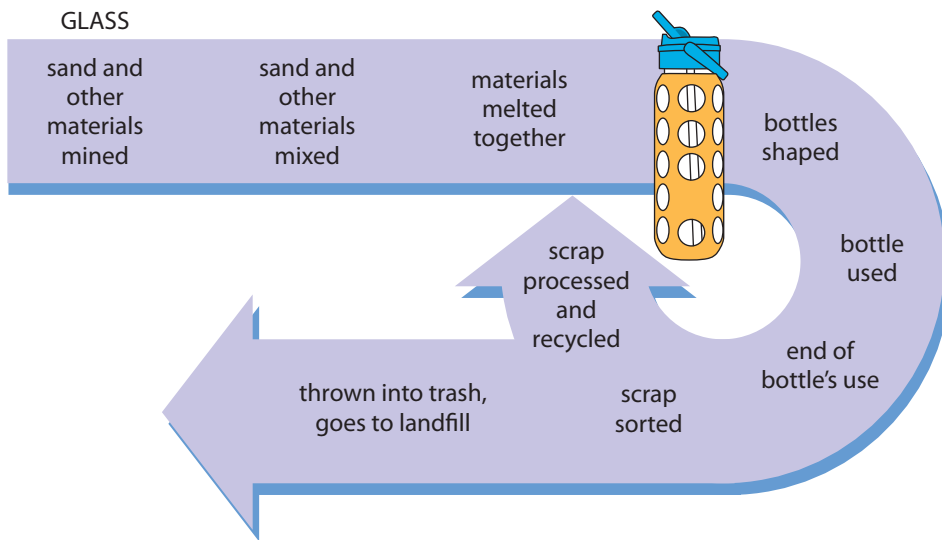 GLASS
sand and
other
materials
mined
sand and
other
materials
mixed
materials
melted
together
bottles
shaped
bottle
used
end of
bottle’s use
scrap
sorted
scrap
processed
and
recycled
thrown into trash,
goes to landfill